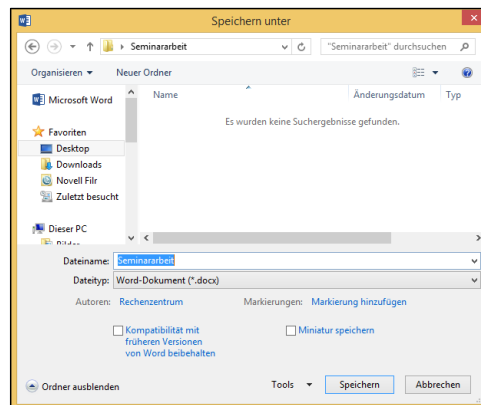 Speichern unter
Seminararbeit
"Seminararbeit" durchsuchen
Organisieren
Neuer Ordner
Microsoft Word
Favoriten
Desktop
Downloads
Novell Filr
Zuletzt besucht
Dieser PC
Bilder
Name
Änderungsdatum
Typ
Es wurden keine Suchergebnisse gefunden.
Dateiname: Seminararbeit
Dateityp: Word-Dokument (*.docx)
Autoren: Rechenzentrum
Markierungen: Markierung hinzufügen
Kompatibilität mit
früheren Versionen
von Word beibehalten
Miniatur speichern
Ordner ausblenden
Tools
Speichern
Abbrechen